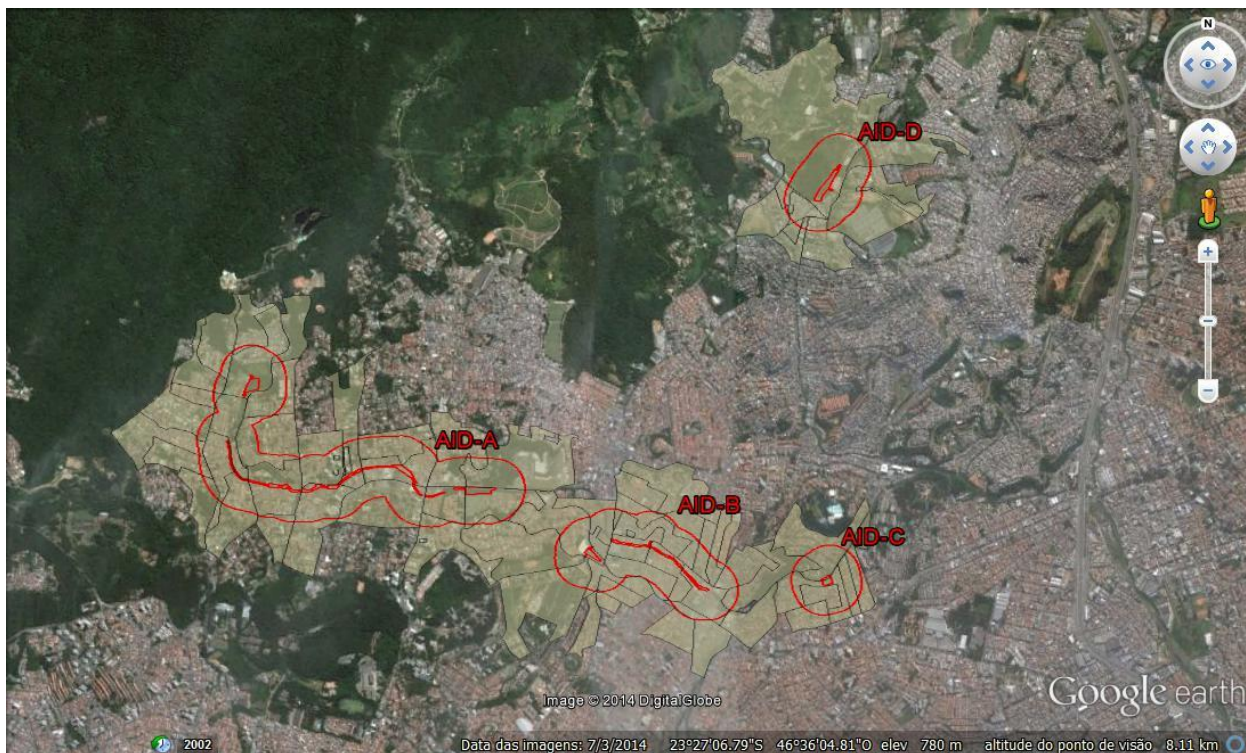 N
AID-D
AID-A
AID-B
AID-C
Image © 2014 DigitalGlobe
Google earth
2002
Data das imagens: 7/3/2014 23°27'06.79"S 46°36'04.81"O elev 780 m altitude do ponto de visão 8.11 km